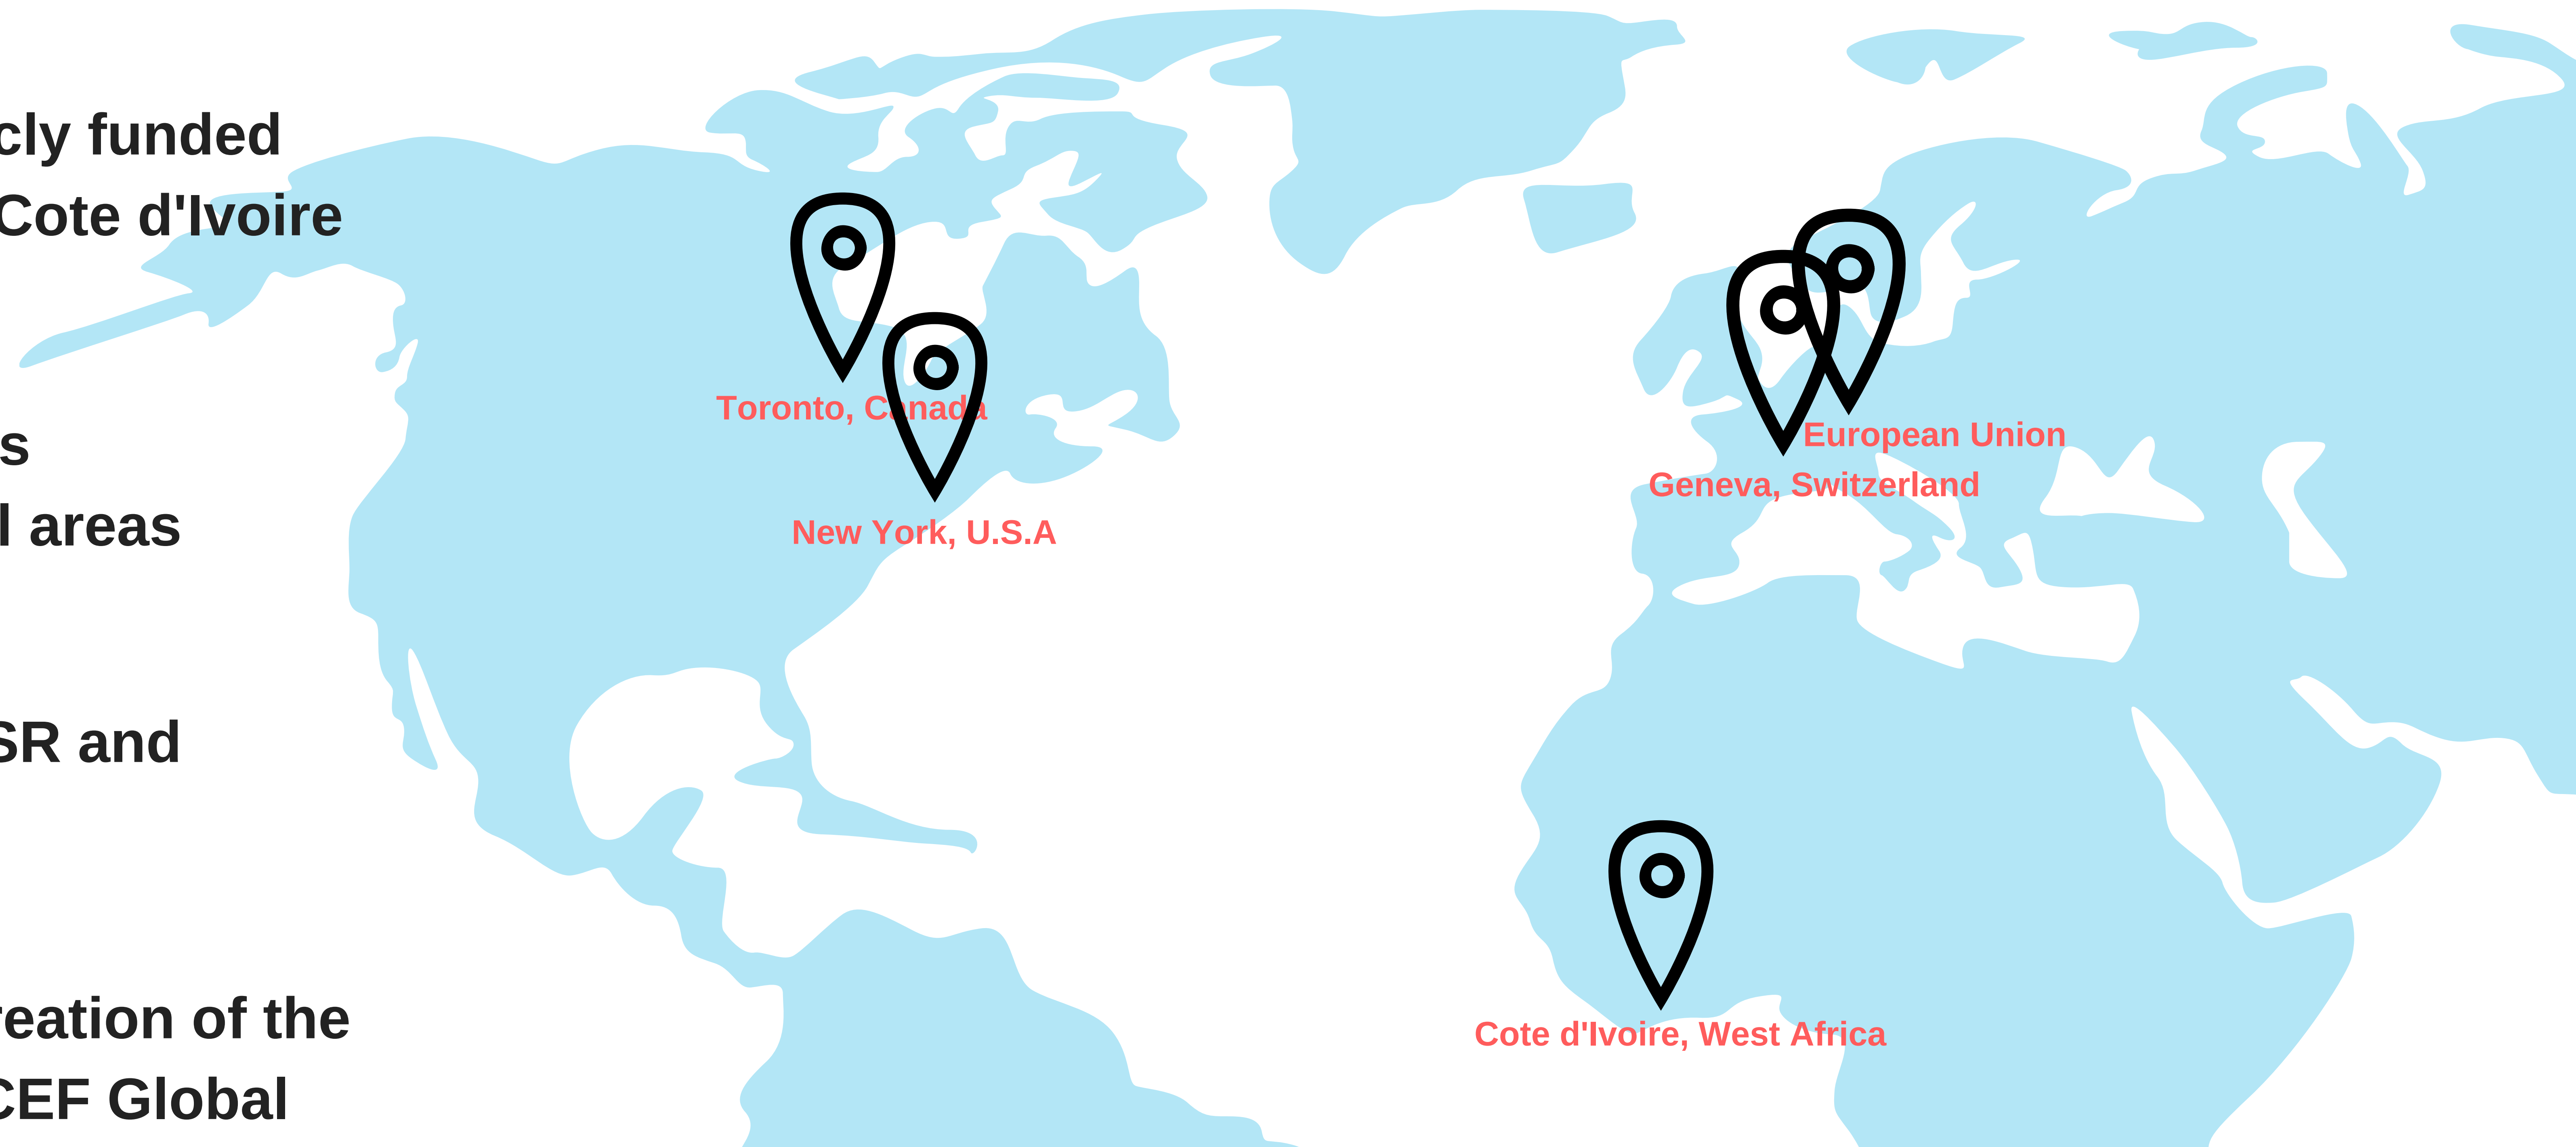 cly funded
Cote d'Ivoire
s
l areas
SR and
reation of the
CEF Global
Toronto, Canada
New York, U.S.A
European Union
Geneva, Switzerland
Cote d'Ivoire, West Africa